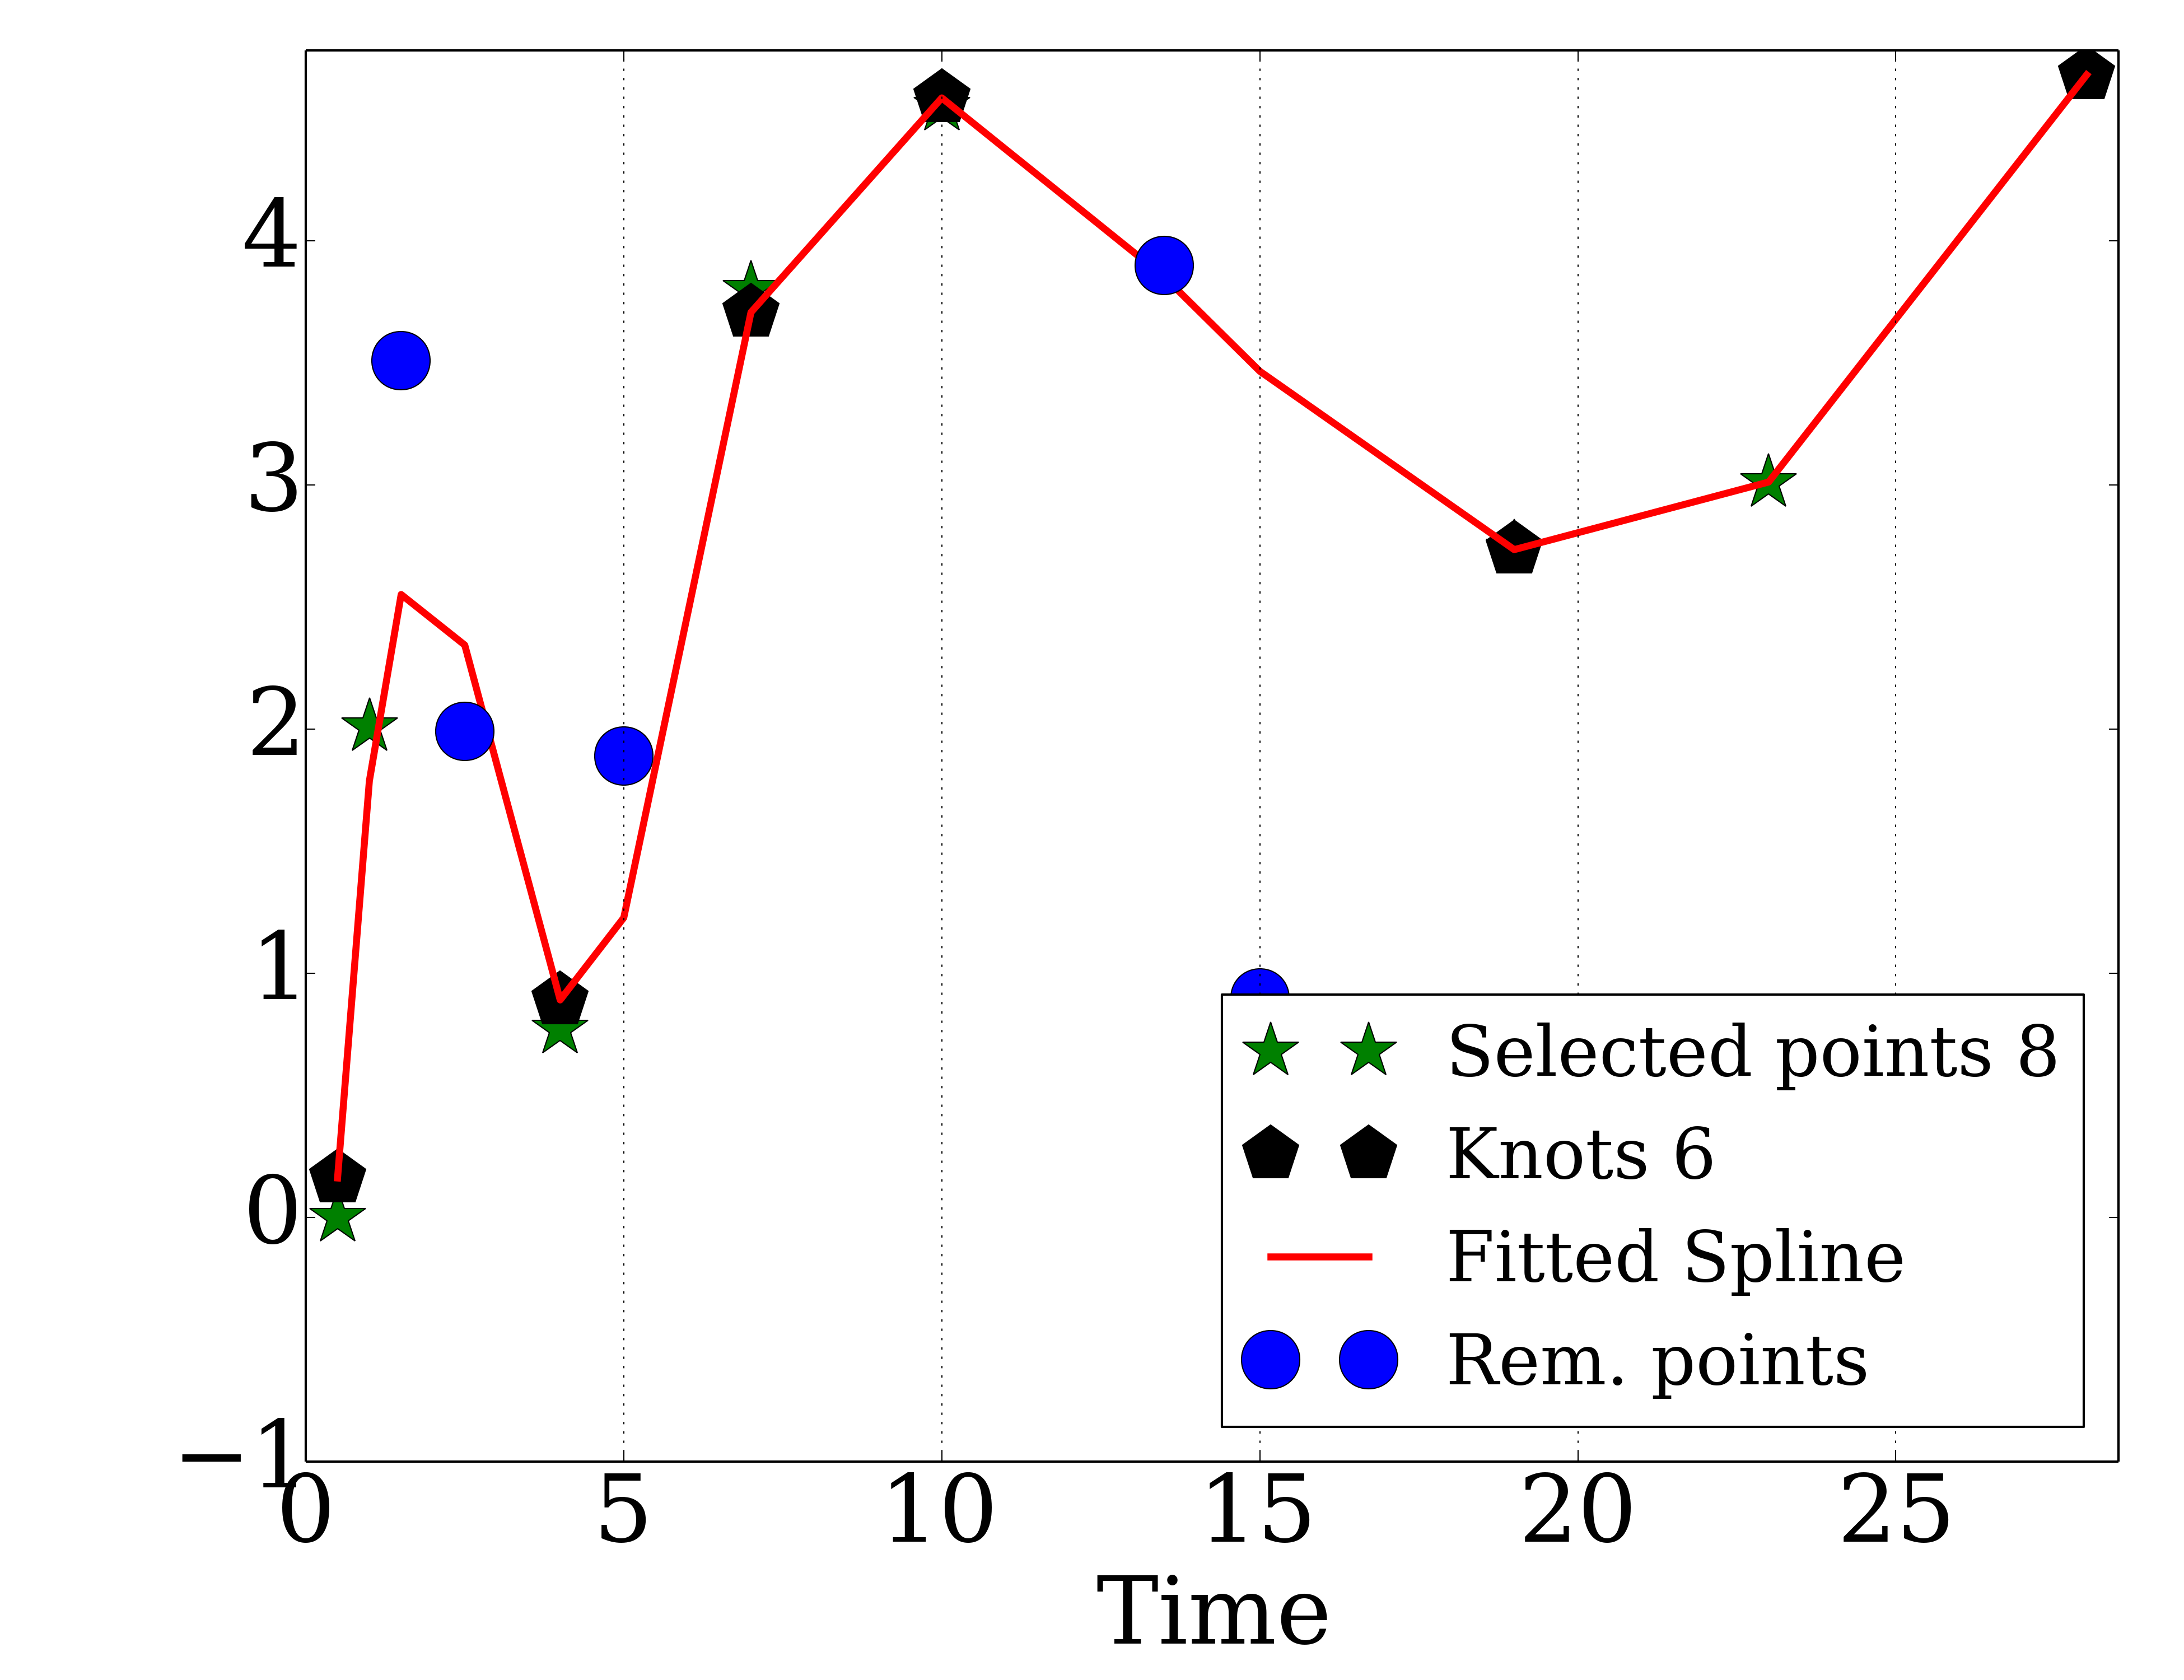 4
3
2
1
0
−1
0 5 10 15 20 25
Time
Selected points 8
Knots 6
Fitted Spline
Rem. points